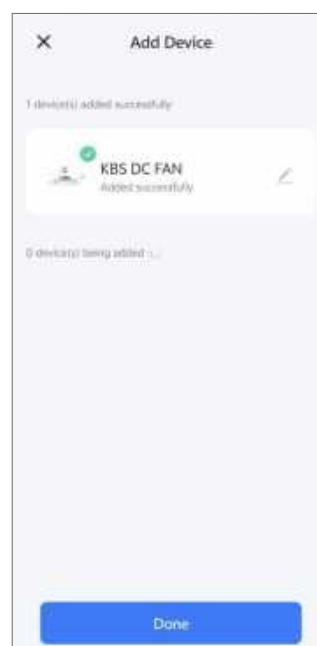 Add Device
1 device(s) added successfully
KBS DC FAN
Added successfully
0 device(s) being added ...
Done